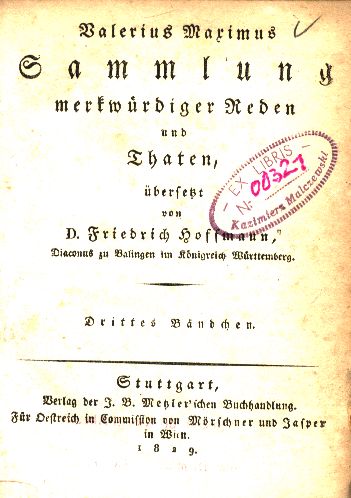 Valerius Maximus
Sammlung
merkwürdiger Reden
und
Thaten,
übersetzt
von
D. Friedrich Hoffmann,
Diaconus zu Balingen im Königreich Württemberg.
EX LIBRIS
Nr 00321
Kazimierz Malczewski
Drittes Bändchen.
Stuttgart,
Verlag der J. B. Metzler'schen Buchhandlung.
Für Oestreich in Commission von Mörschner und Jasper
in Wien.
1829.